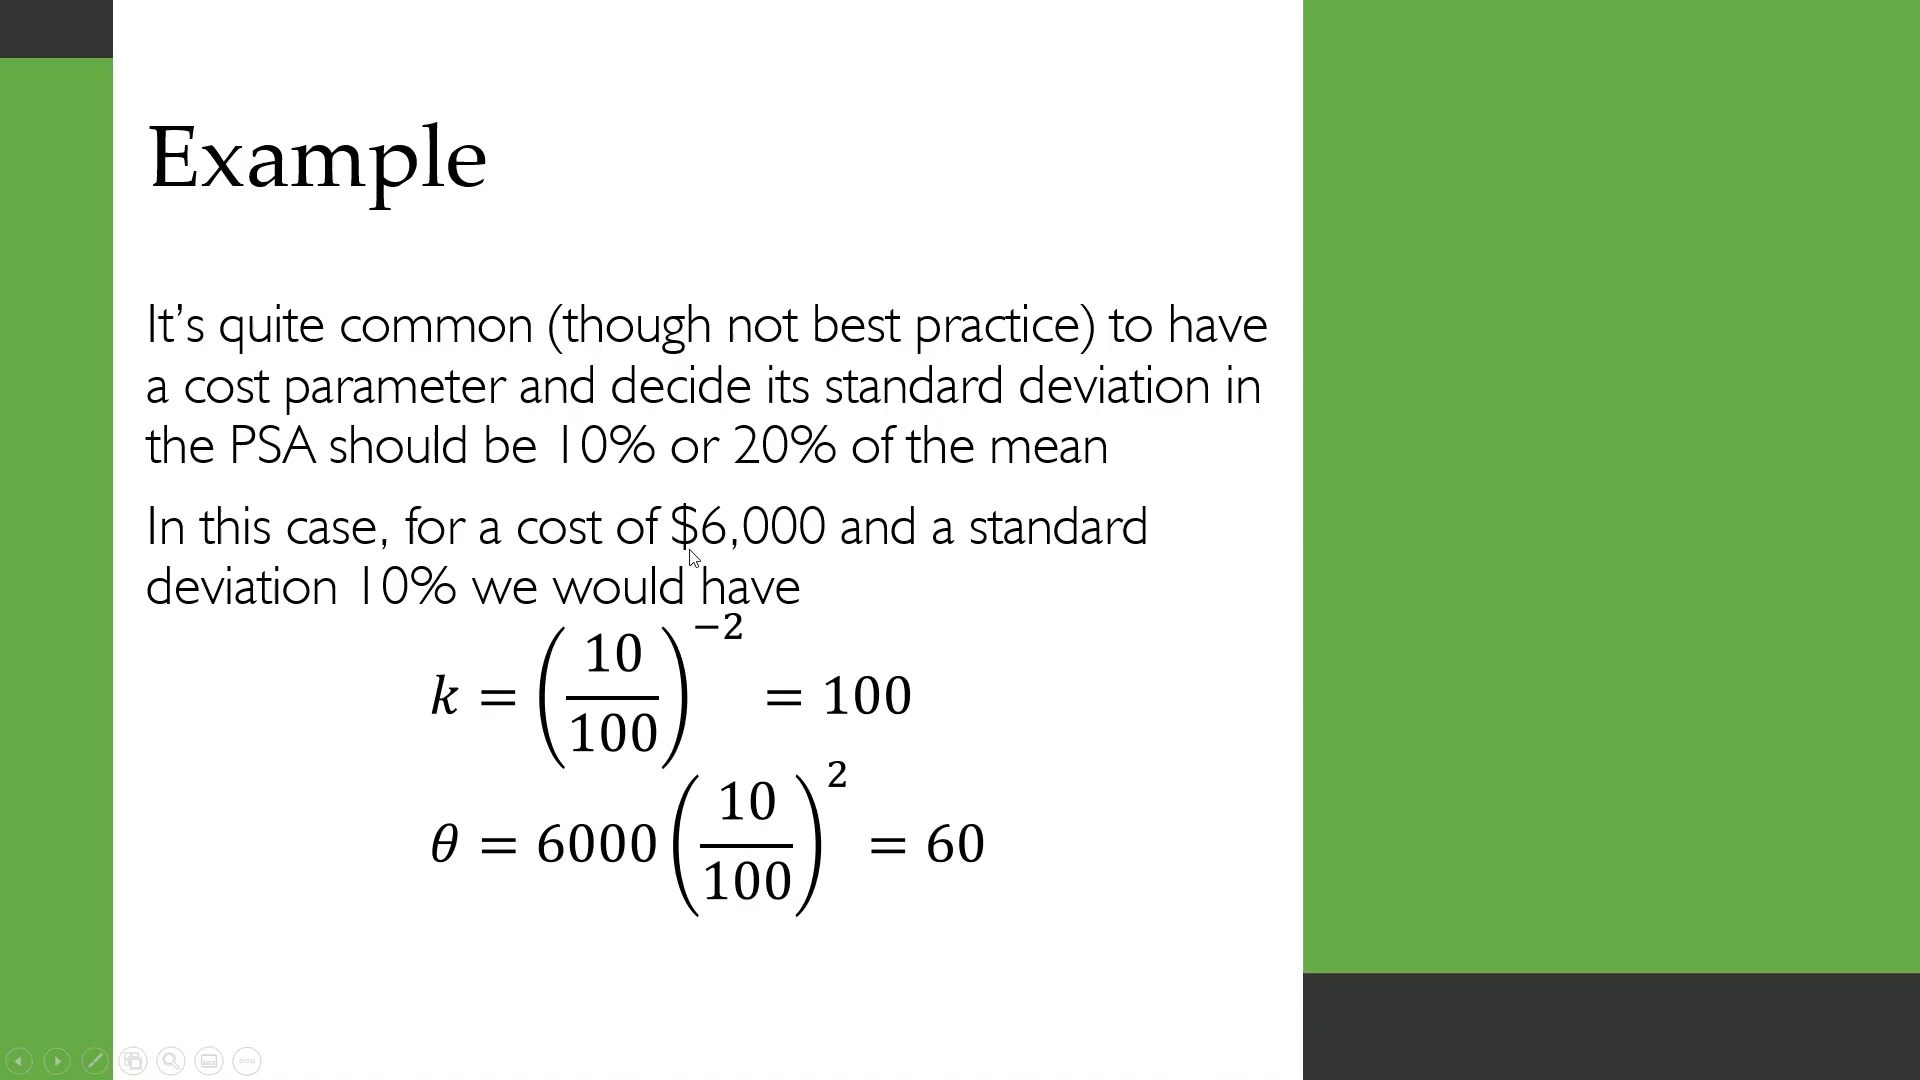 Example
It’s quite common (though not best practice) to have
a cost parameter and decide its standard deviation in
the PSA should be 10% or 20% of the mean
In this case, for a cost of $6,000 and a standard
deviation 10% we would have
k = (10/100)^−2 = 100
θ = 6000(10/100)^2 = 60